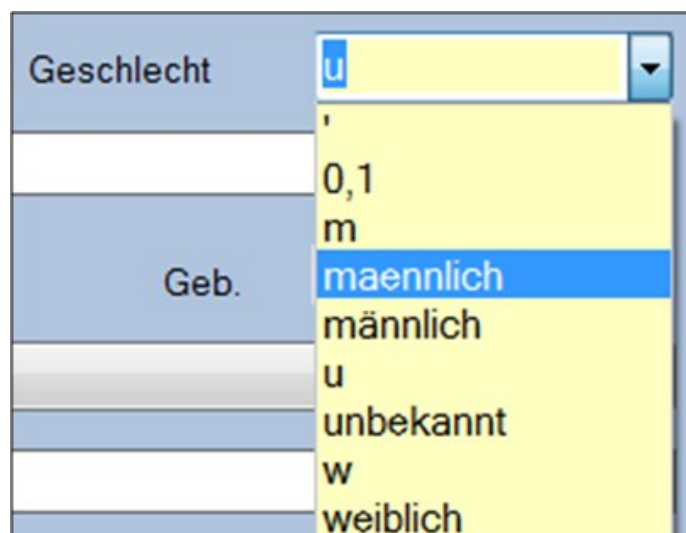 Geschlecht u
'
0,1
m
Geb. maennlich
männlich
u
unbekannt
w
weiblich